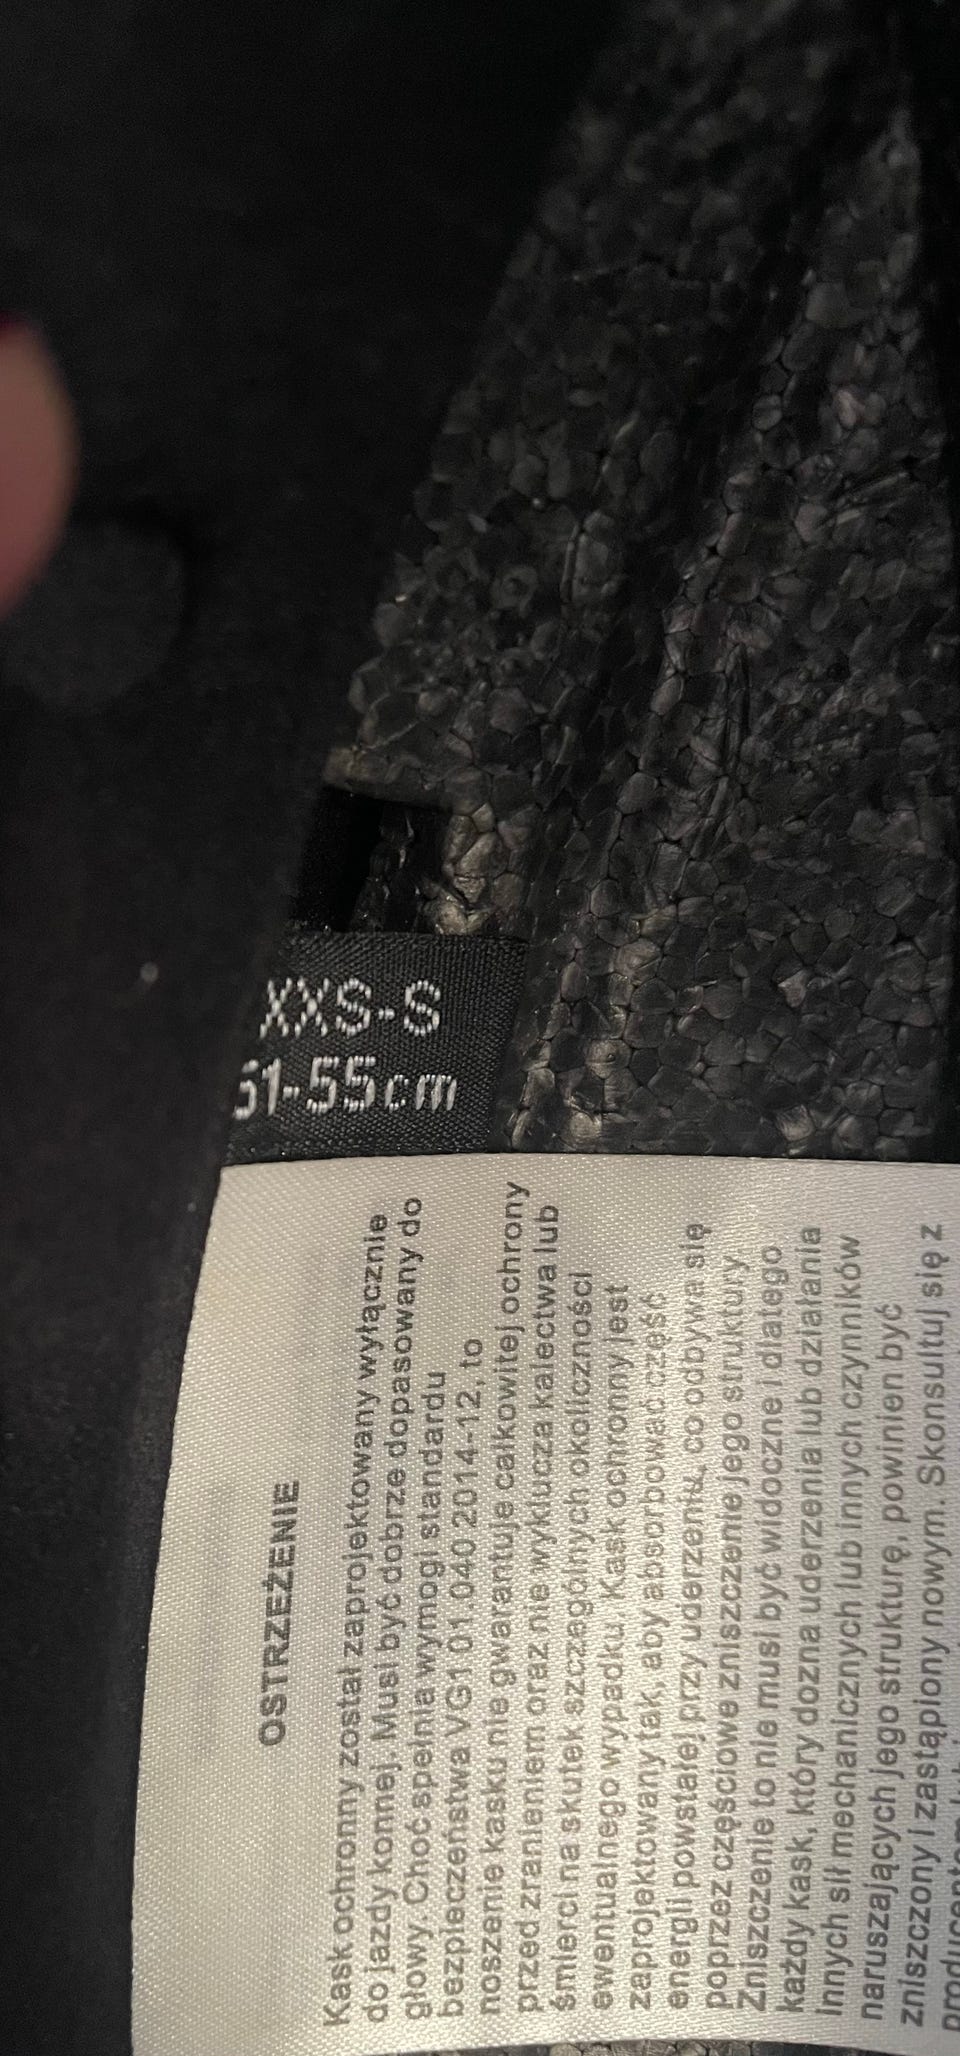 XXS-S
51-55cm
OSTRZEŻENIE
Kask ochronny został zaprojektowany wyłącznie
do jazdy konnej. Musi być dobrze dopasowany do
głowy. Choć spełnia wymogi standardu
bezpieczeństwa VG1 01.040 2014-12, to
noszenie kasku nie gwarantuje całkowitej ochrony
przed zranieniem oraz nie wyklucza kalectwa lub
śmierci na skutek szczególnych okoliczności
ewentualnego wypadku. Kask ochronny jest
zaprojektowany tak, aby absorbować część
energii powstałej przy uderzeniu, co odbywa się
poprzez częściowe zniszczenie jego struktury.
Zniszczenie to nie musi być widoczne i dlatego
każdy kask, który dozna uderzenia lub działania
innych sił mechanicznych lub innych czynników
naruszających jego strukturę, powinien być
zniszczony i zastąpiony nowym. Skonsultuj się z
producentem